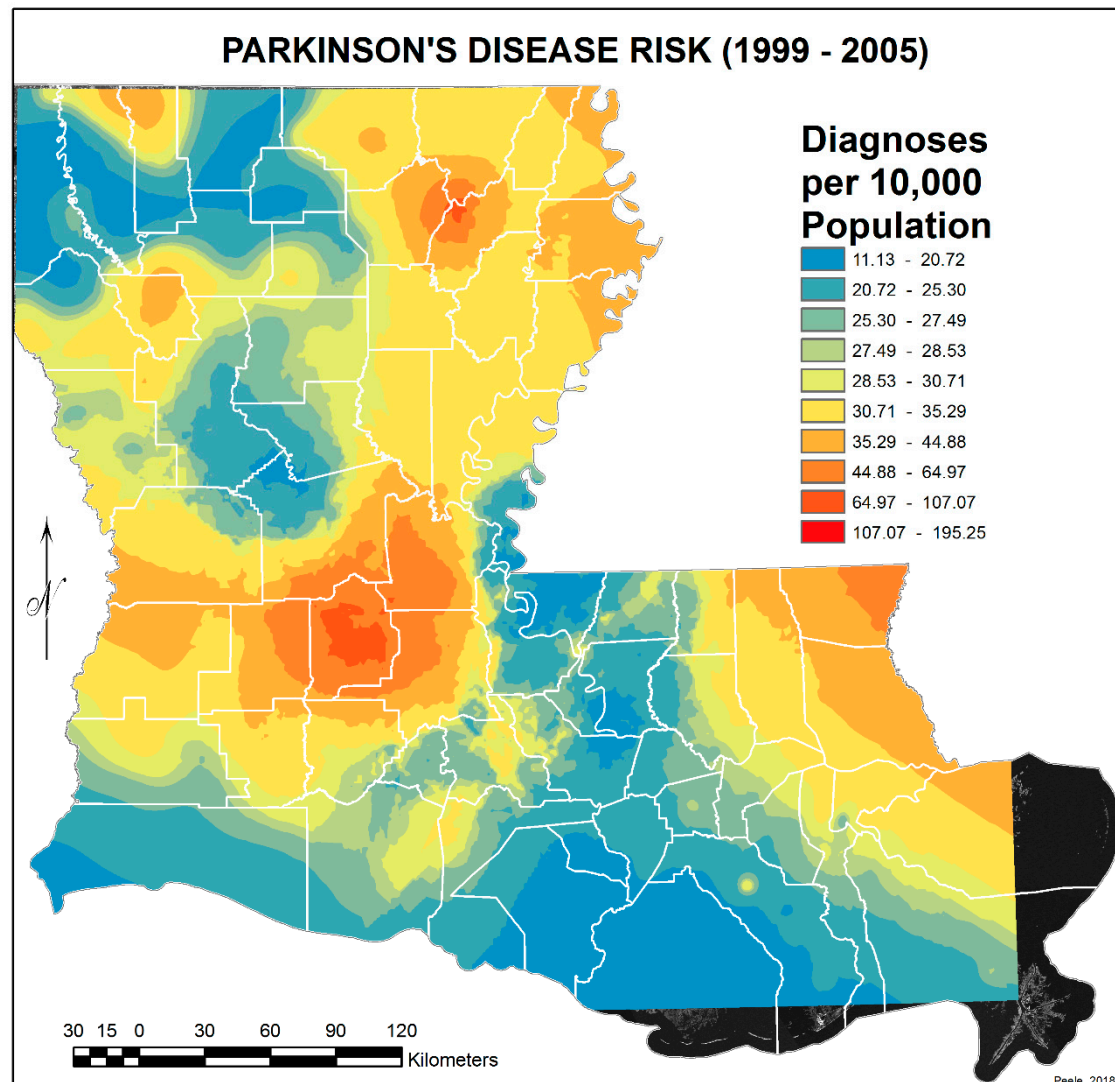 PARKINSON'S DISEASE RISK (1999 - 2005)
Diagnoses
per 10,000
Population
11.13 - 20.72
20.72 - 25.30
25.30 - 27.49
27.49 - 28.53
28.53 - 30.71
30.71 - 35.29
35.29 - 44.88
44.88 - 64.97
64.97 - 107.07
107.07 - 195.25
N
30 15 0 30 60 90 120
Kilometers
Peele, 2018